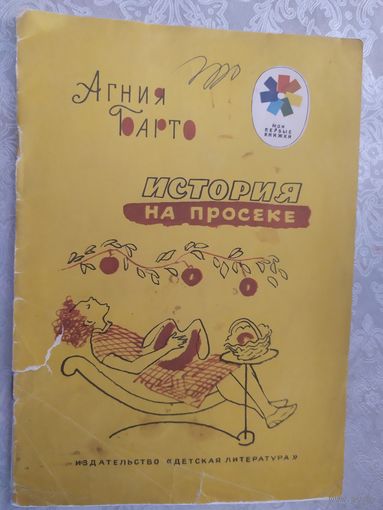 Агния
Барто
МОИ
ПЕРВЫЕ
КНИЖКИ
ИСТОРИЯ
НА ПРОСЕКЕ
ИЗДАТЕЛЬСТВО «ДЕТСКАЯ ЛИТЕРАТУРА»